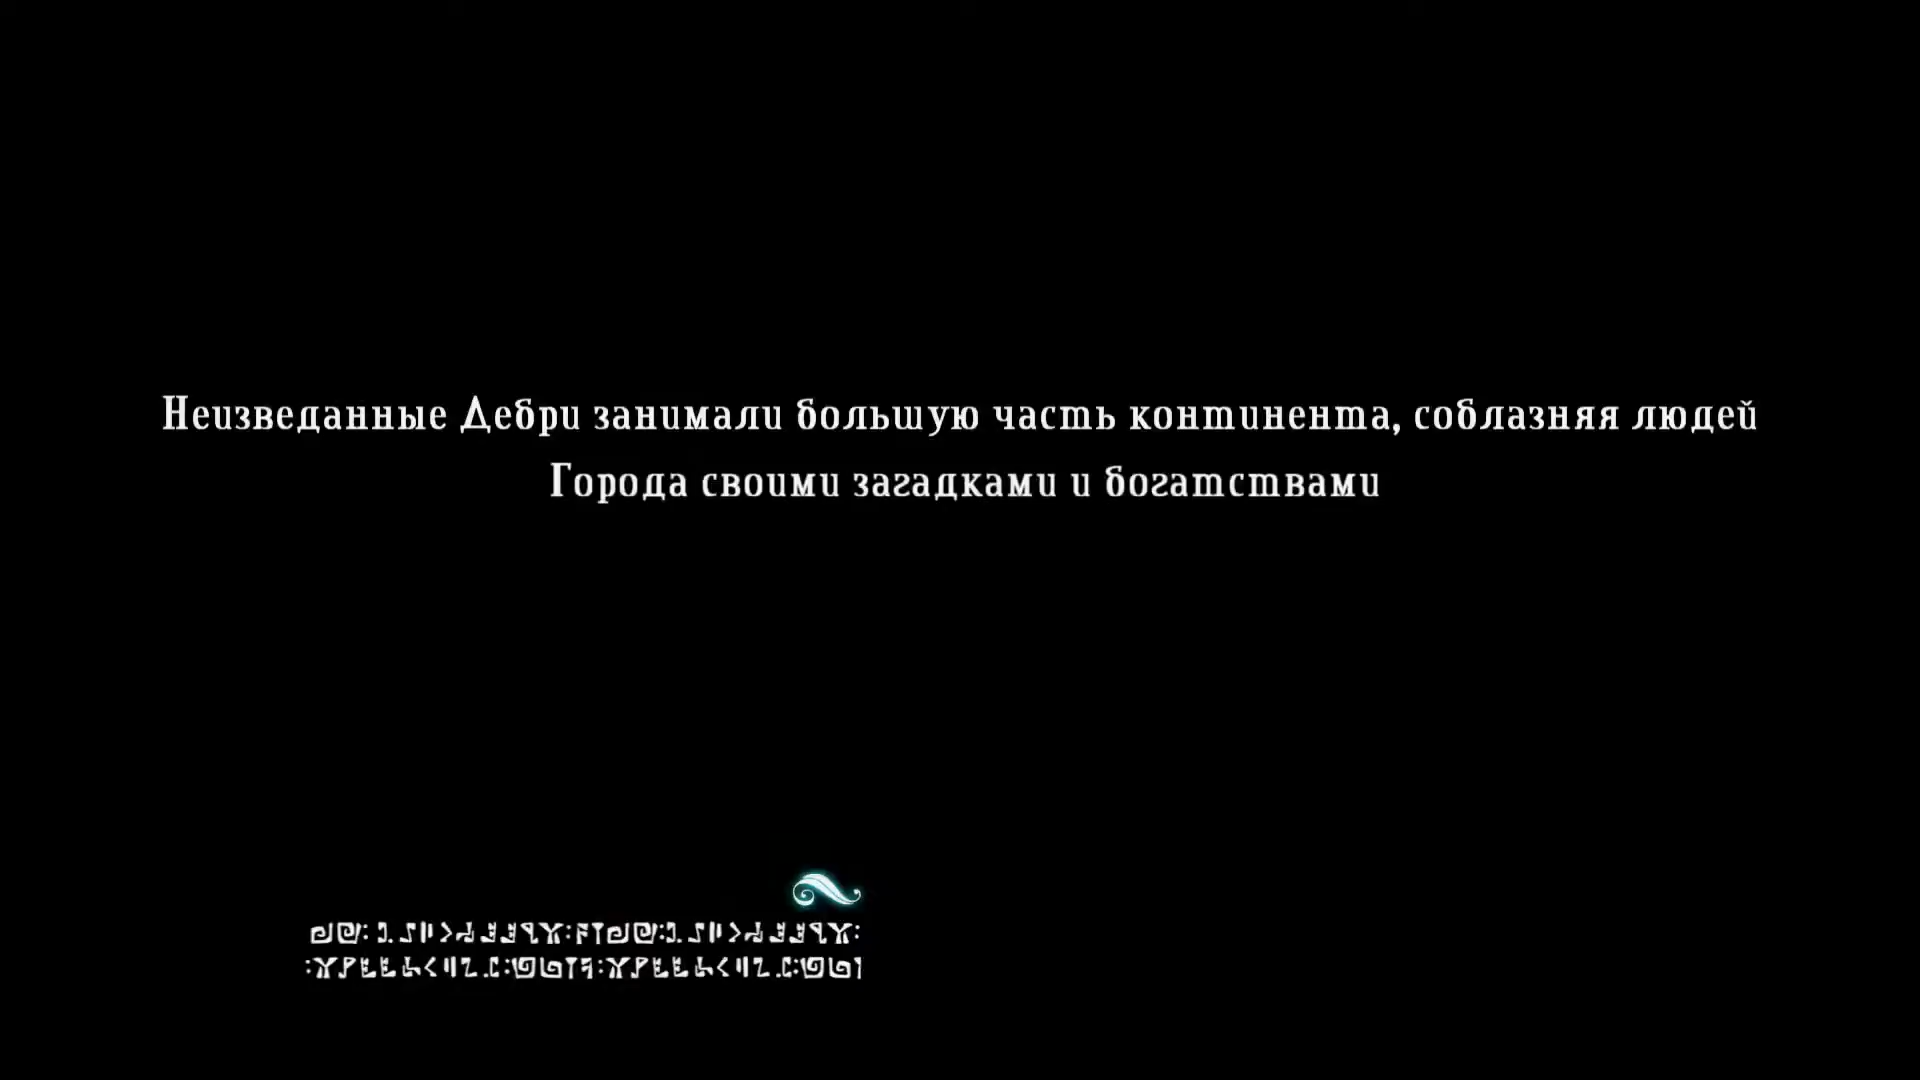 Неизведанные Дебри занимали большую часть континента, соблазняя людей
Города своими загадками и богатствами